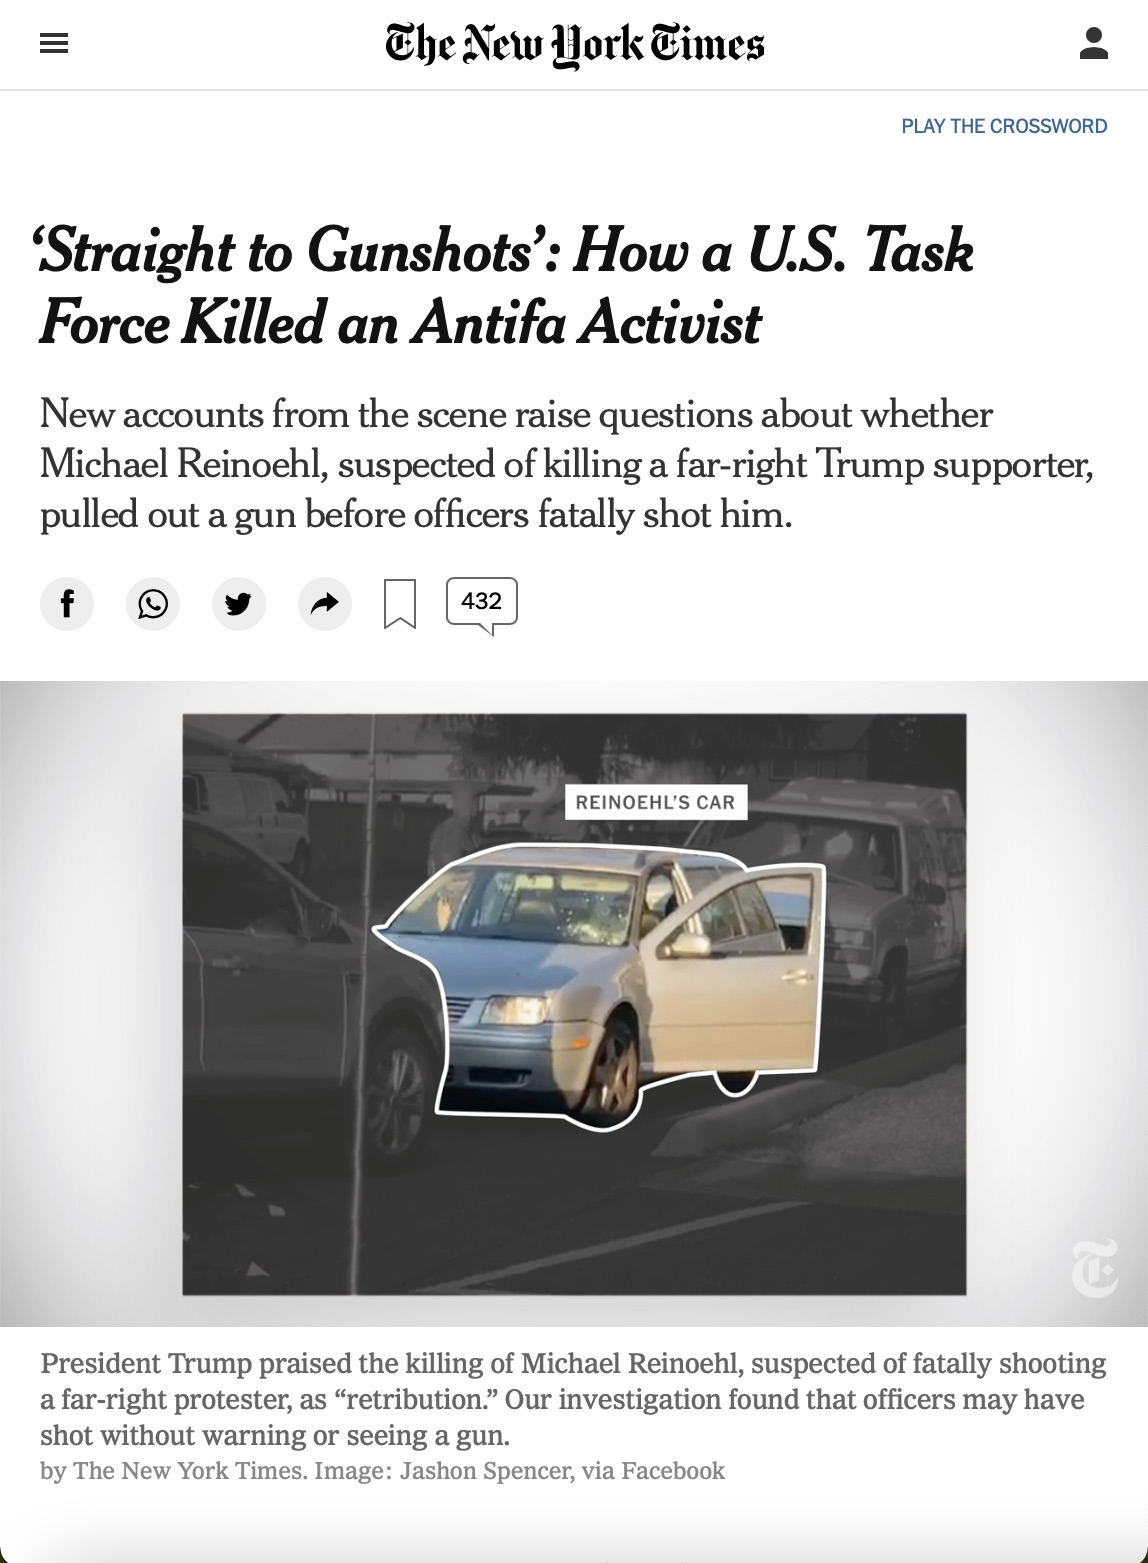 The New York Times
PLAY THE CROSSWORD
‘Straight to Gunshots’: How a U.S. Task
Force Killed an Antifa Activist
New accounts from the scene raise questions about whether
Michael Reinoehl, suspected of killing a far-right Trump supporter,
pulled out a gun before officers fatally shot him.
432
REINOEHL’S CAR
T
President Trump praised the killing of Michael Reinoehl, suspected of fatally shooting
a far-right protester, as “retribution.” Our investigation found that officers may have
shot without warning or seeing a gun.
by The New York Times. Image: Jashon Spencer, via Facebook